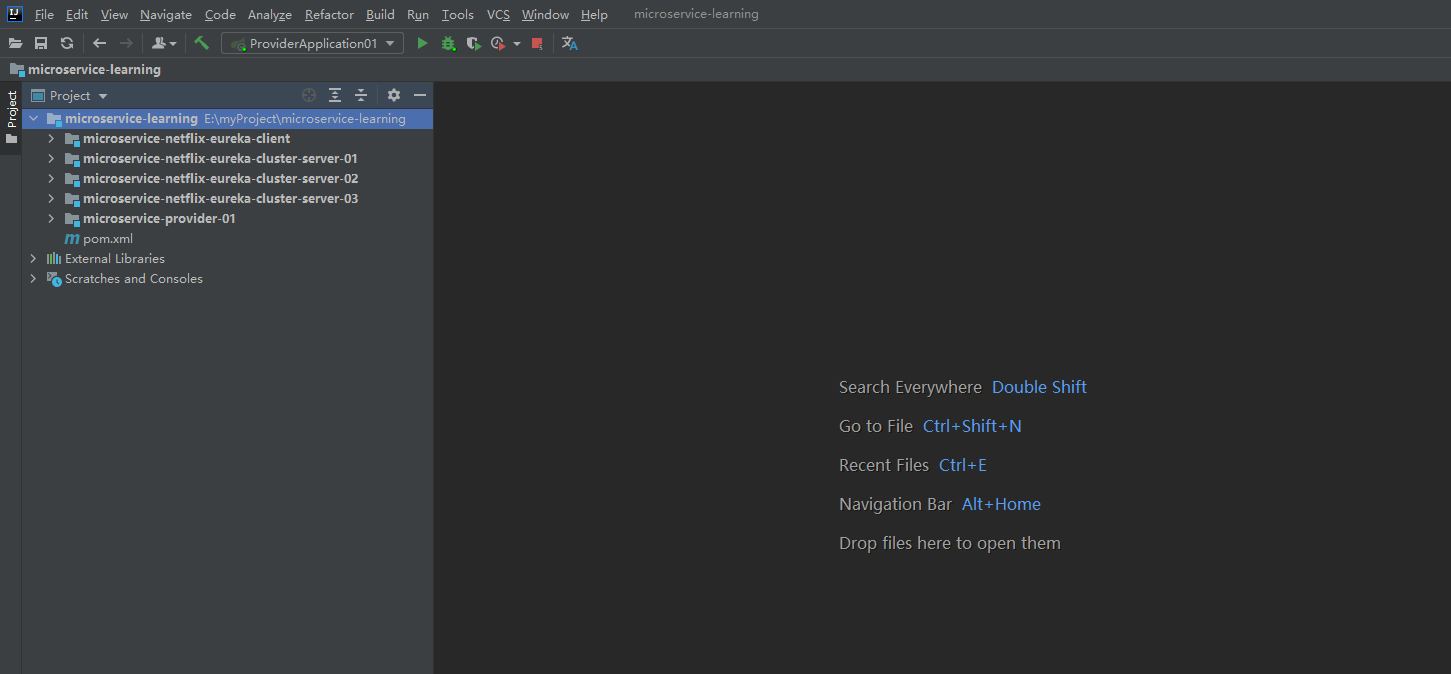 File Edit View Navigate Code Analyze Refactor Build Run Tools VCS Window Help microservice-learning
ProviderApplication01
microservice-learning
Project
Project
microservice-learning E:\myProject\microservice-learning
microservice-netflix-eureka-client
microservice-netflix-eureka-cluster-server-01
microservice-netflix-eureka-cluster-server-02
microservice-netflix-eureka-cluster-server-03
microservice-provider-01
pom.xml
External Libraries
Scratches and Consoles
Search Everywhere Double Shift
Go to File Ctrl+Shift+N
Recent Files Ctrl+E
Navigation Bar Alt+Home
Drop files here to open them